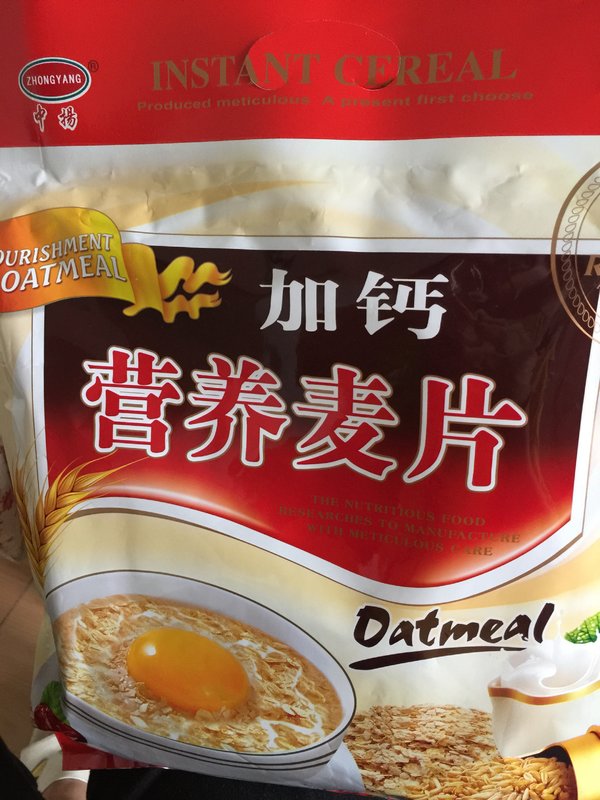 ZHONGYANG
®
中揚
INSTANT CEREAL
Produced meticulous A present first choose
OURISHMENT
OATMEAL
加钙
营养麦片
THE NUTRITIOUS FOOD
RESEARCHES TO MANUFACTURE
WITH METICULOUS CARE
Oatmeal